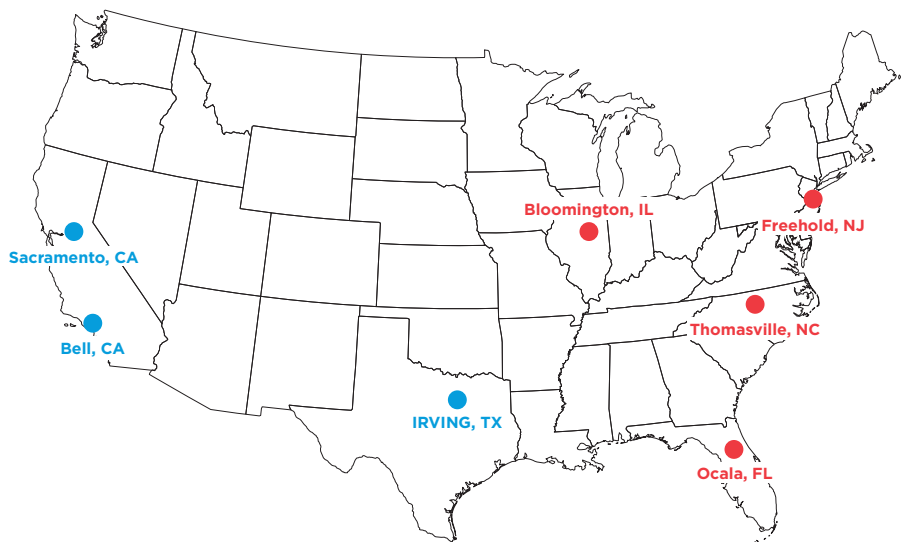 Bloomington, IL
Freehold, NJ
Sacramento, CA
Thomasville, NC
Bell, CA
IRVING, TX
Ocala, FL